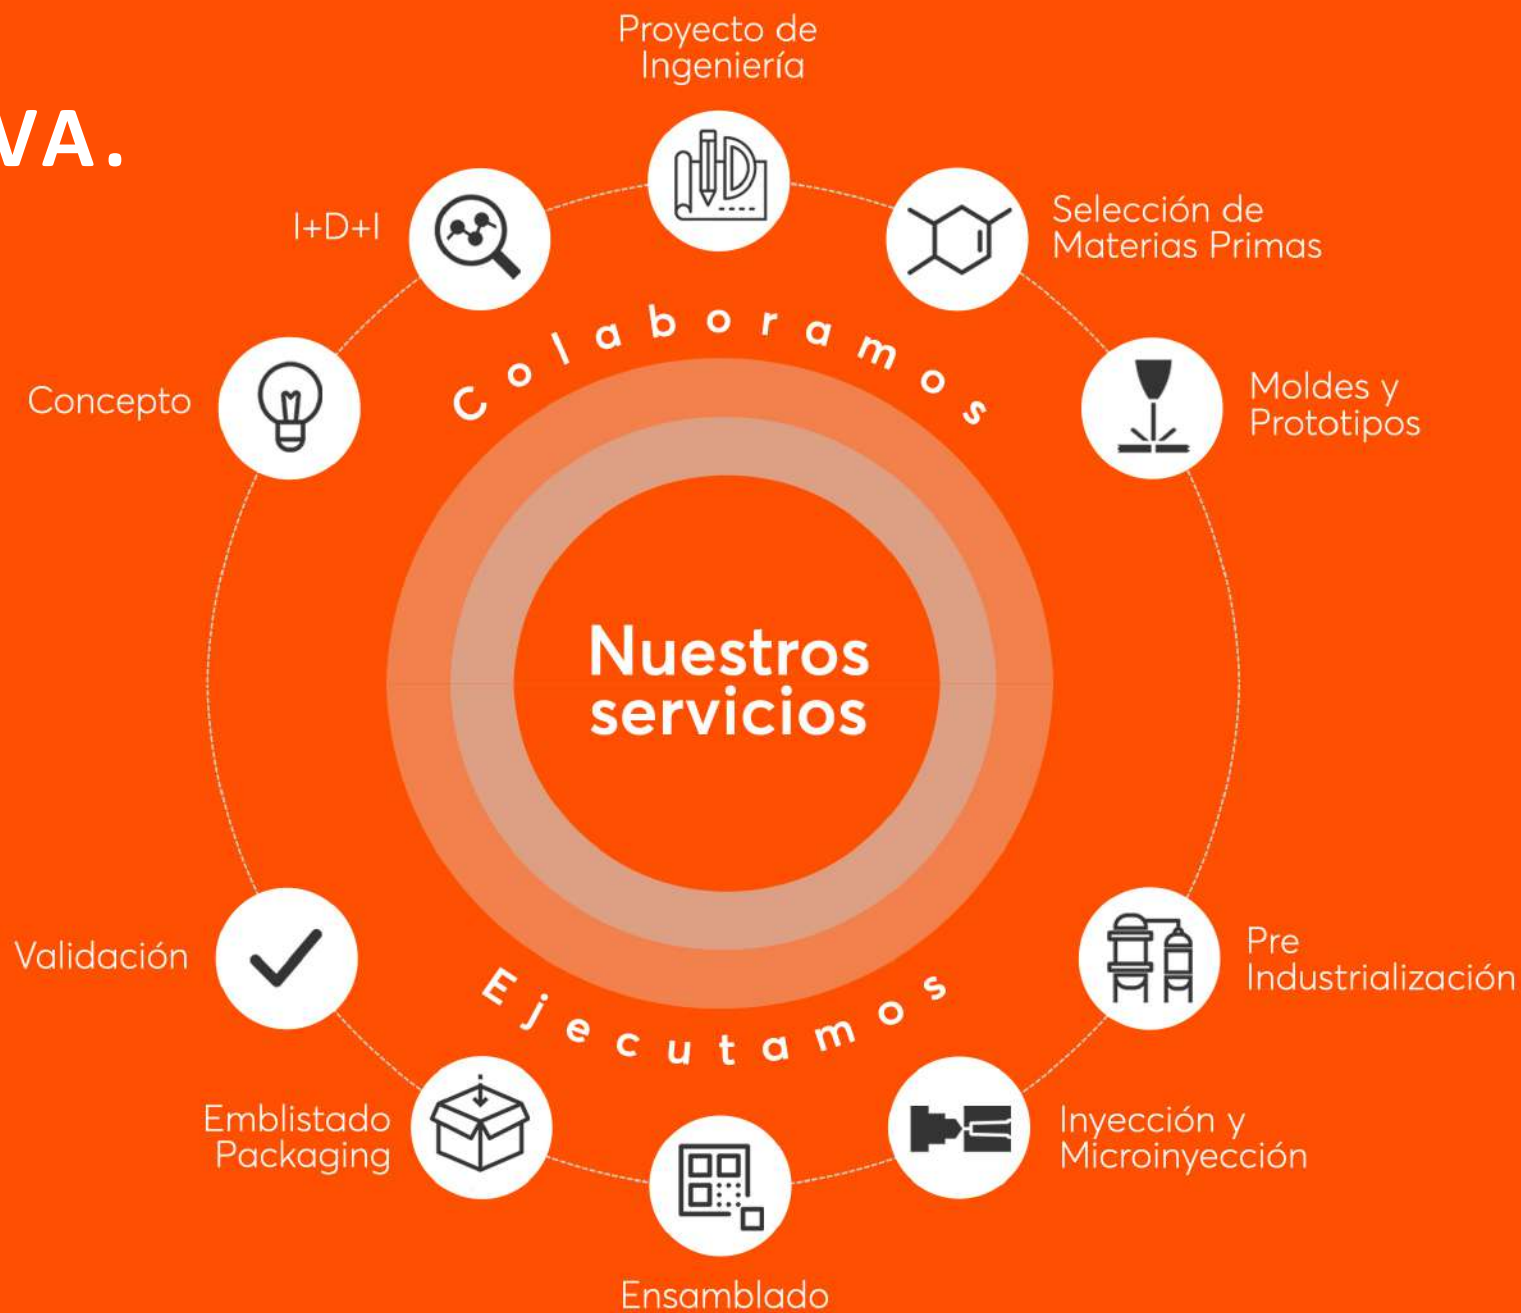 VA.
Proyecto de
Ingeniería
I+D+I
Selección de
Materias Primas
Concepto
Colaboramos
Moldes y
Prototipos
Nuestros
servicios
Validación
Ejecutamos
Pre
Industrialización
Emblistado
Packaging
Inyección y
Microinyección
Ensamblado